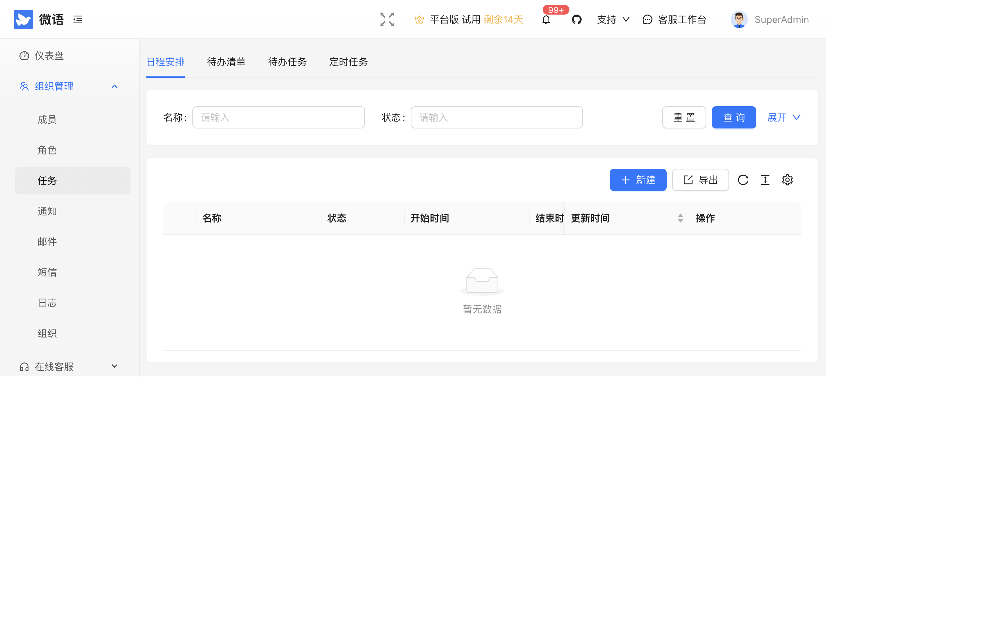 微语
平台版 试用 剩余14天
99+
支持
客服工作台
SuperAdmin
仪表盘
组织管理
成员
角色
任务
通知
邮件
短信
日志
组织
在线客服
日程安排 待办清单 待办任务 定时任务
名称 : 请输入 状态 : 请输入 重 置 查 询 展开
新建 导出
名称 状态 开始时间 结束时 更新时间 操作
暂无数据